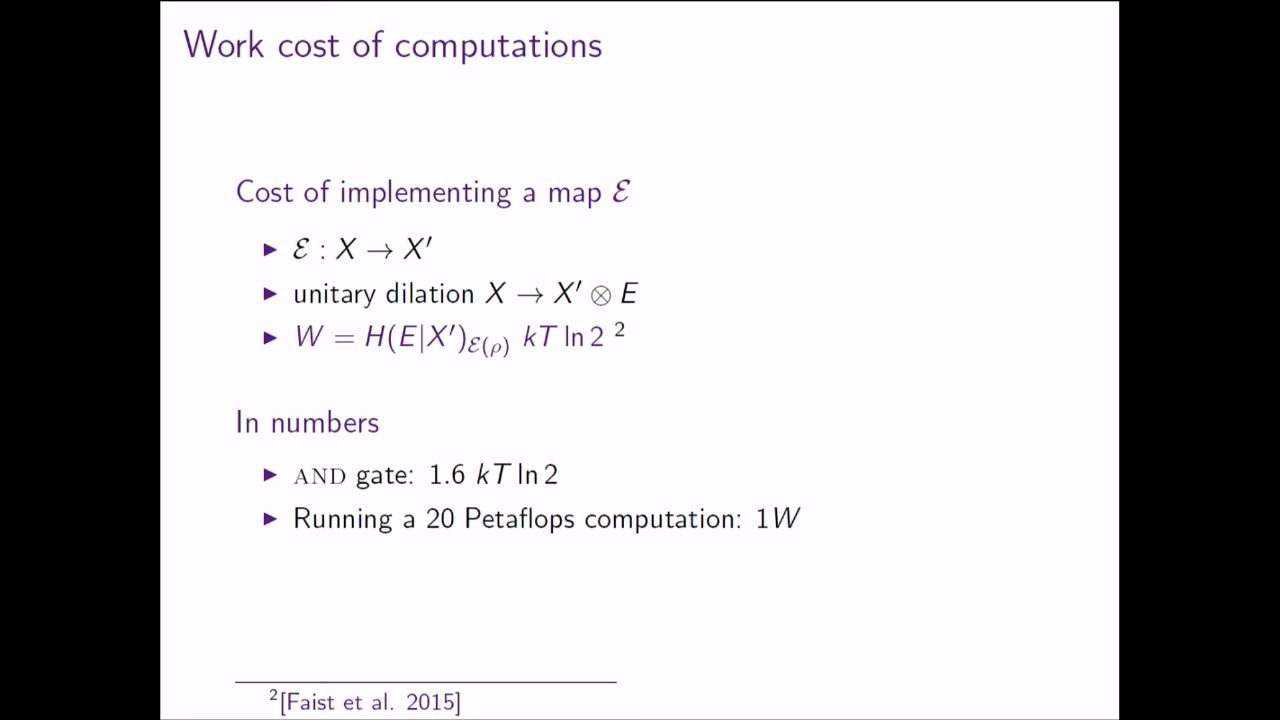 Work cost of computations
Cost of implementing a map ℰ
▶ ℰ : X → X′
▶ unitary dilation X → X′ ⊗ E
▶ W = H(E|X′)_ℰ(ρ) kT ln 2 ²
In numbers
▶ AND gate: 1.6 kT ln 2
▶ Running a 20 Petaflops computation: 1W
²[Faist et al. 2015]